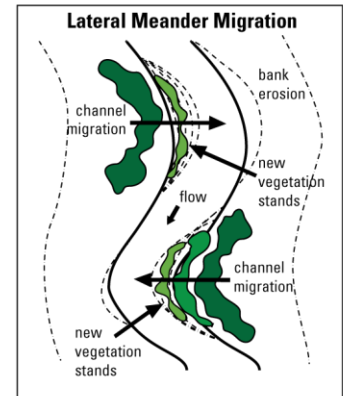 Lateral Meander Migration
bank
erosion
channel
migration
new
vegetation
stands
flow
channel
migration
new
vegetation
stands